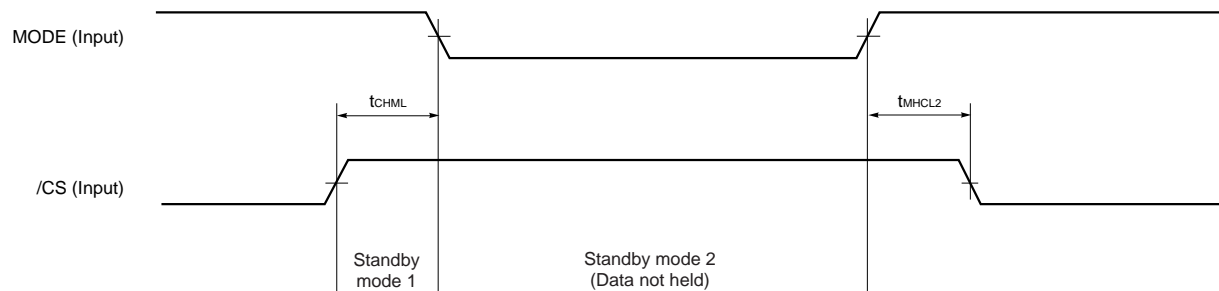 MODE (Input)
tCHML
tMHCL2
/CS (Input)
Standby
mode 1
Standby mode 2
(Data not held)